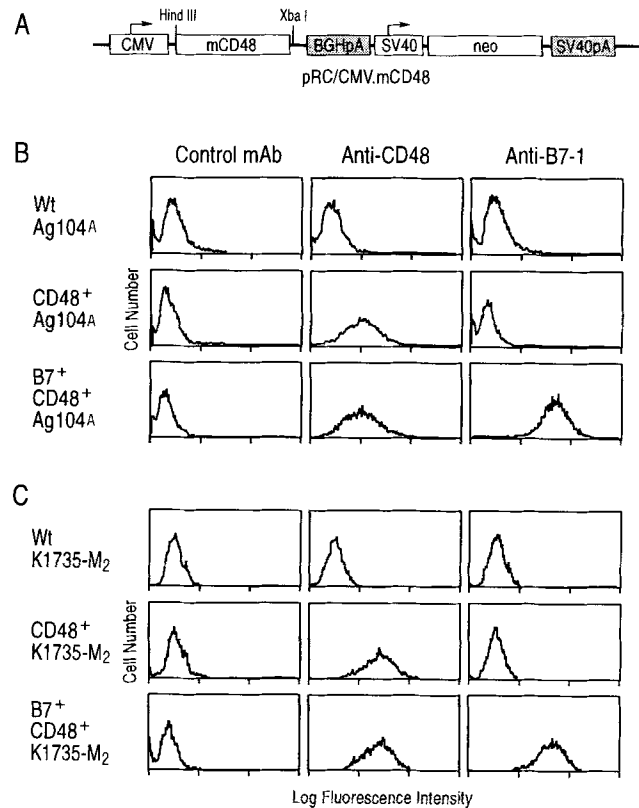 A
Hind III
Xba I
CMV
mCD48
BGHpA
SV40
neo
SV40pA
pRC/CMV.mCD48
B
Control mAb
Anti-CD48
Anti-B7-1
Wt
Ag104A
CD48+
Ag104A
B7+
CD48+
Ag104A
Cell Number
C
Wt
K1735-M2
CD48+
K1735-M2
B7+
CD48+
K1735-M2
Cell Number
Log Fluorescence Intensity